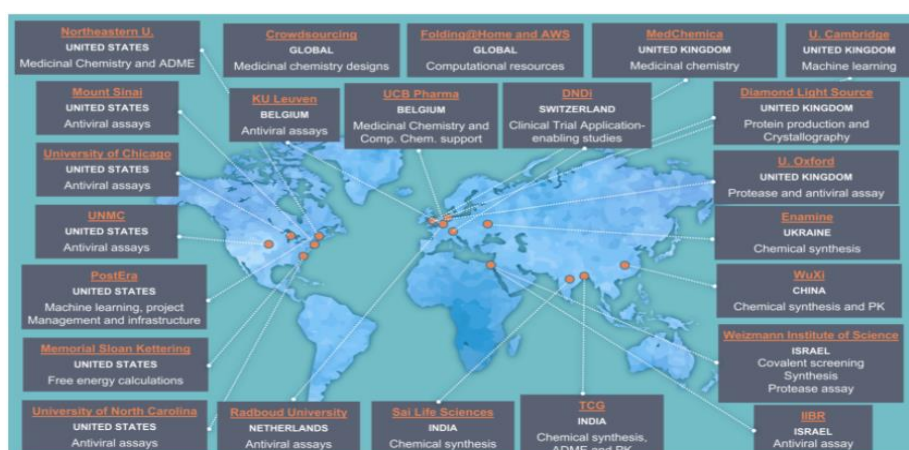 Northeastern U.
UNITED STATES
Medicinal Chemistry and ADME
Crowdsourcing
GLOBAL
Medicinal chemistry designs
Folding@Home and AWS
GLOBAL
Computational resources
MedChemica
UNITED KINGDOM
Medicinal chemistry
U. Cambridge
UNITED KINGDOM
Machine learning
Mount Sinai
UNITED STATES
Antiviral assays
KU Leuven
BELGIUM
Antiviral assays
UCB Pharma
BELGIUM
Medicinal Chemistry and
Comp. Chem. support
DNDi
SWITZERLAND
Clinical Trial Application-
enabling studies
Diamond Light Source
UNITED KINGDOM
Protein production and
Crystallography
University of Chicago
UNITED STATES
Antiviral assays
U. Oxford
UNITED KINGDOM
Protease and antiviral assay
UNMC
UNITED STATES
Antiviral assays
Enamine
UKRAINE
Chemical synthesis
PostEra
UNITED STATES
Machine learning, project
Management and infrastructure
WuXi
CHINA
Chemical synthesis and PK
Memorial Sloan Kettering
UNITED STATES
Free energy calculations
Weizmann Institute of Science
ISRAEL
Covalent screening
Synthesis
Protease assay
University of North Carolina
UNITED STATES
Antiviral assays
Radboud University
NETHERLANDS
Antiviral assays
Sai Life Sciences
INDIA
Chemical synthesis
TCG
INDIA
Chemical synthesis,
ADME and PK
IIBR
ISRAEL
Antiviral assay